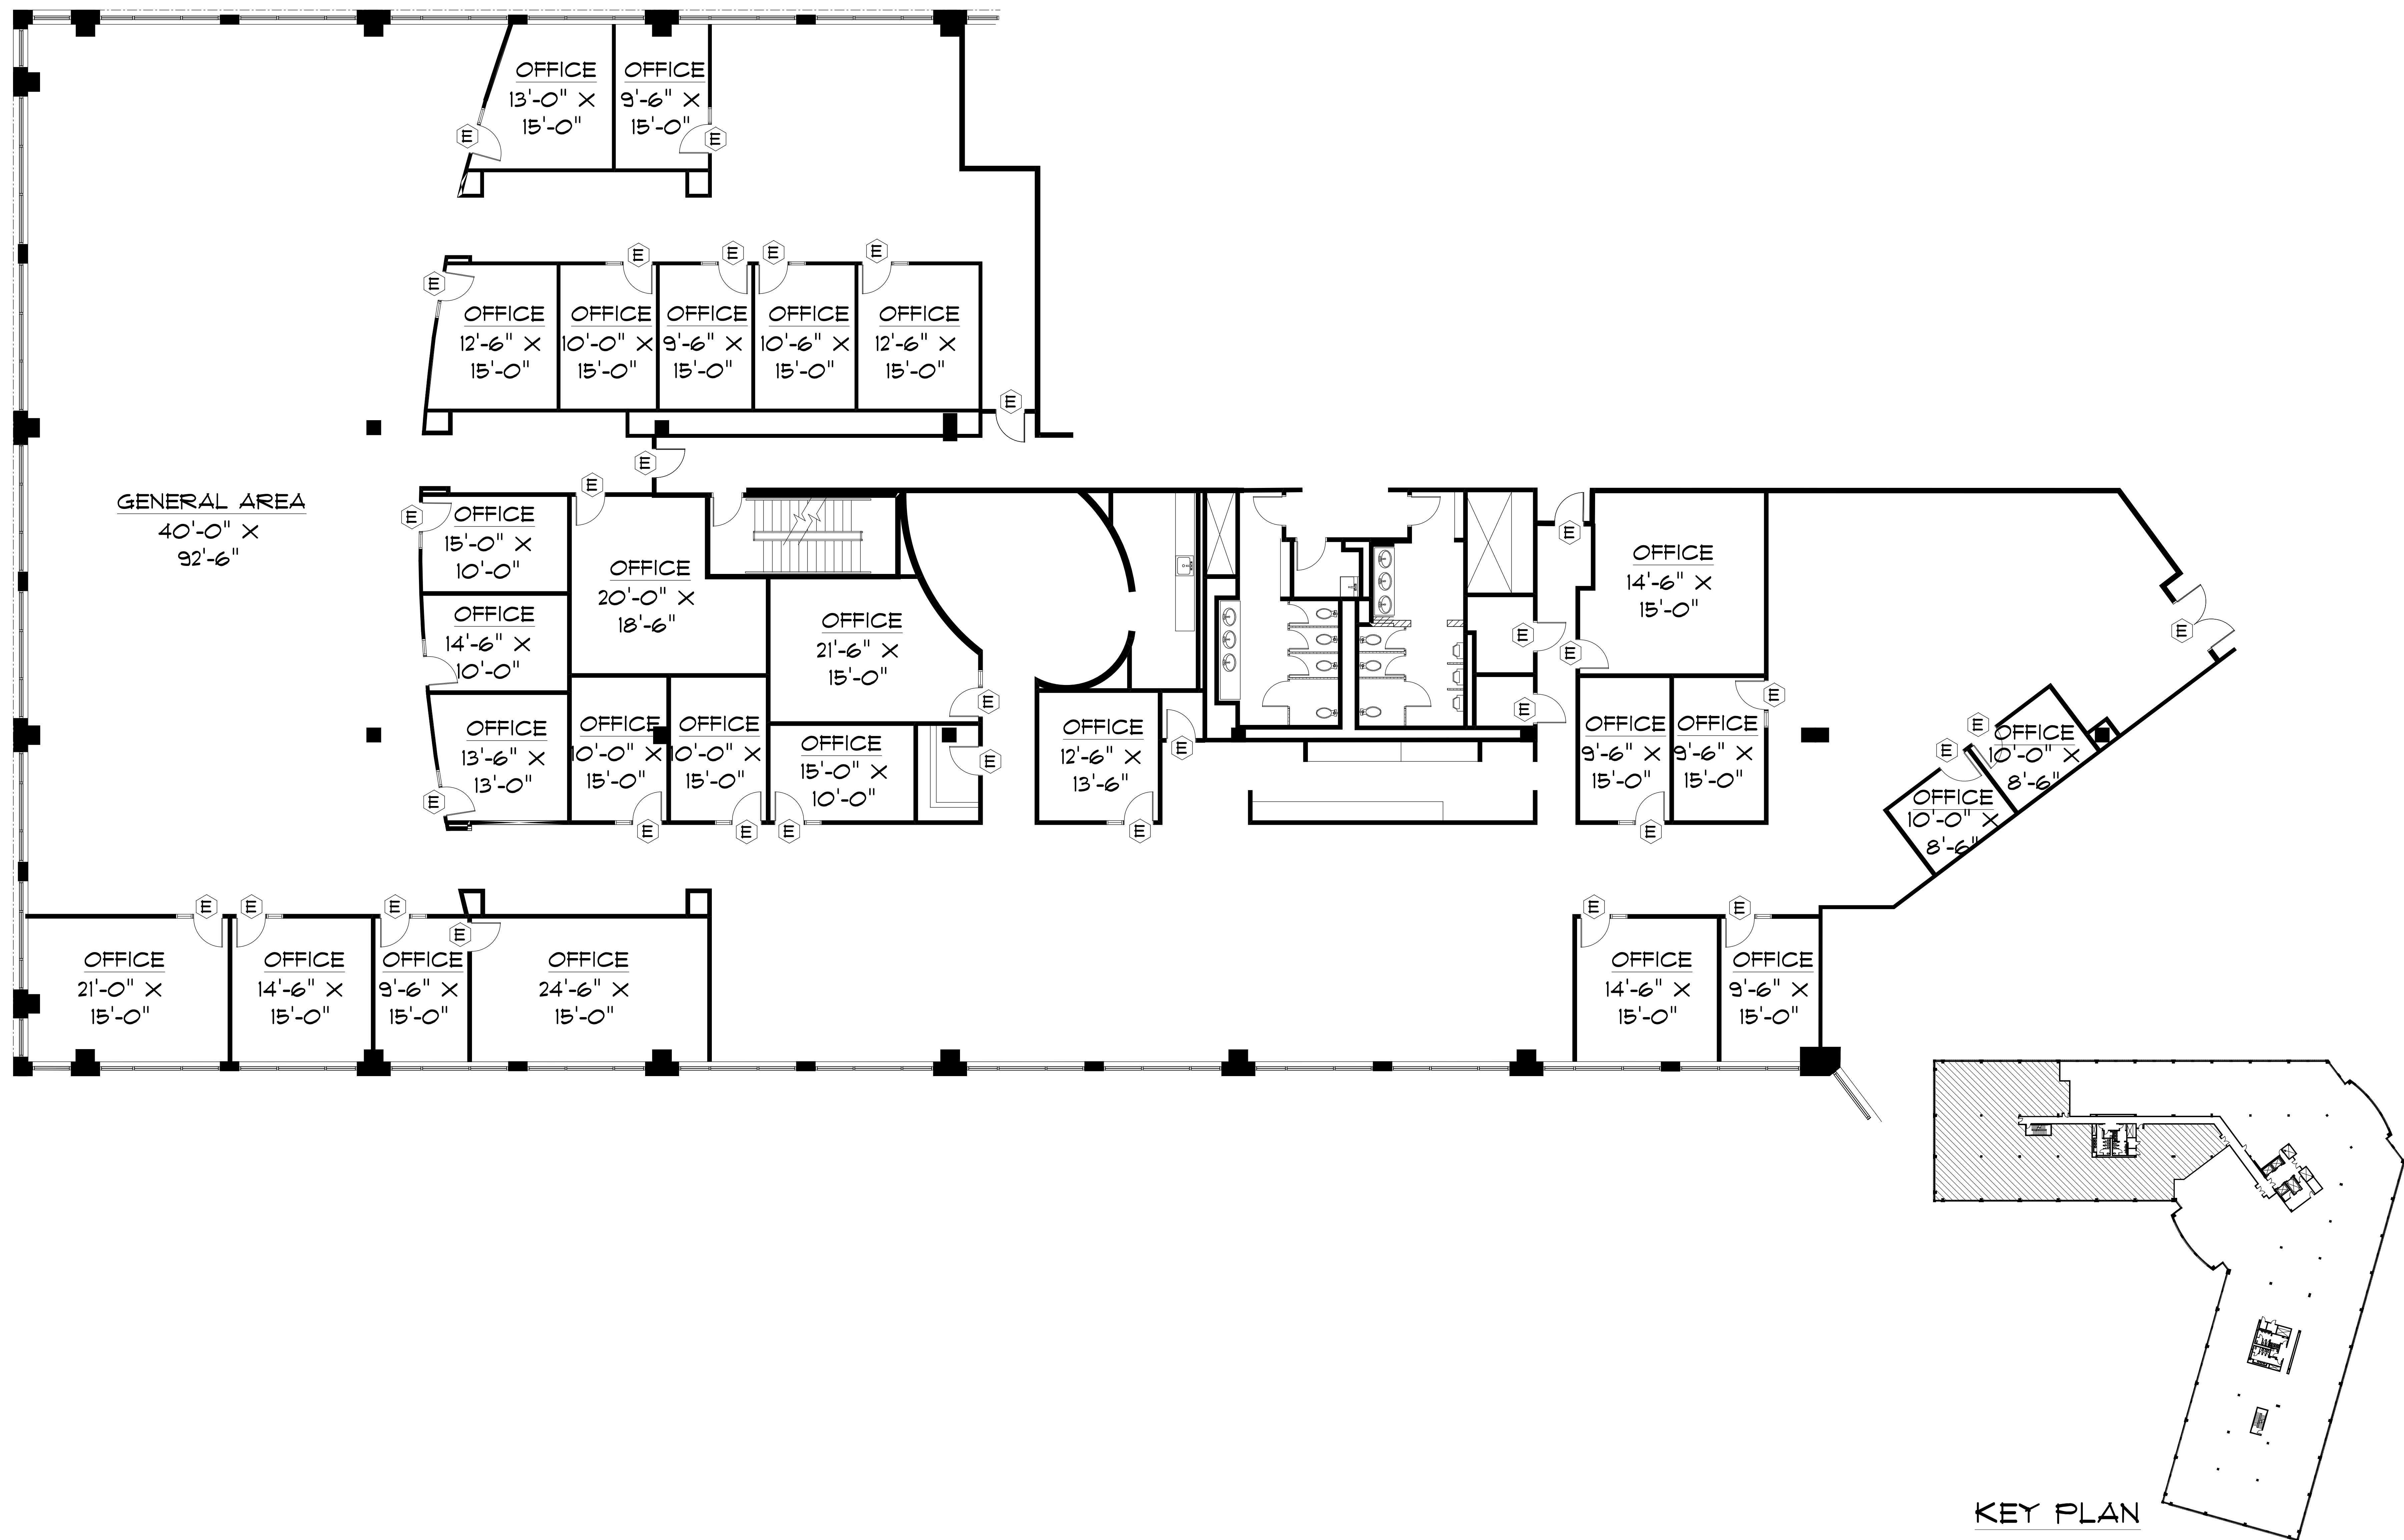 OFFICE
13'-0" X
15'-0"
OFFICE
9'-6" X
15'-0"
OFFICE
12'-6" X
15'-0"
OFFICE
10'-0" X
15'-0"
OFFICE
9'-6" X
15'-0"
OFFICE
10'-6" X
15'-0"
OFFICE
12'-6" X
15'-0"
GENERAL AREA
40'-0" X
92'-6"
OFFICE
15'-0" X
10'-0"
OFFICE
14'-6" X
10'-0"
OFFICE
13'-6" X
13'-0"
OFFICE
20'-0" X
18'-6"
OFFICE
10'-0" X
15'-0"
OFFICE
10'-0" X
15'-0"
OFFICE
21'-6" X
15'-0"
OFFICE
15'-0" X
10'-0"
OFFICE
12'-6" X
13'-6"
OFFICE
14'-6" X
15'-0"
OFFICE
9'-6" X
15'-0"
OFFICE
9'-6" X
15'-0"
OFFICE
10'-0" X
8'-6"
OFFICE
10'-0" X
8'-6"
OFFICE
21'-0" X
15'-0"
OFFICE
14'-6" X
15'-0"
OFFICE
9'-6" X
15'-0"
OFFICE
24'-6" X
15'-0"
OFFICE
14'-6" X
15'-0"
OFFICE
9'-6" X
15'-0"
KEY PLAN